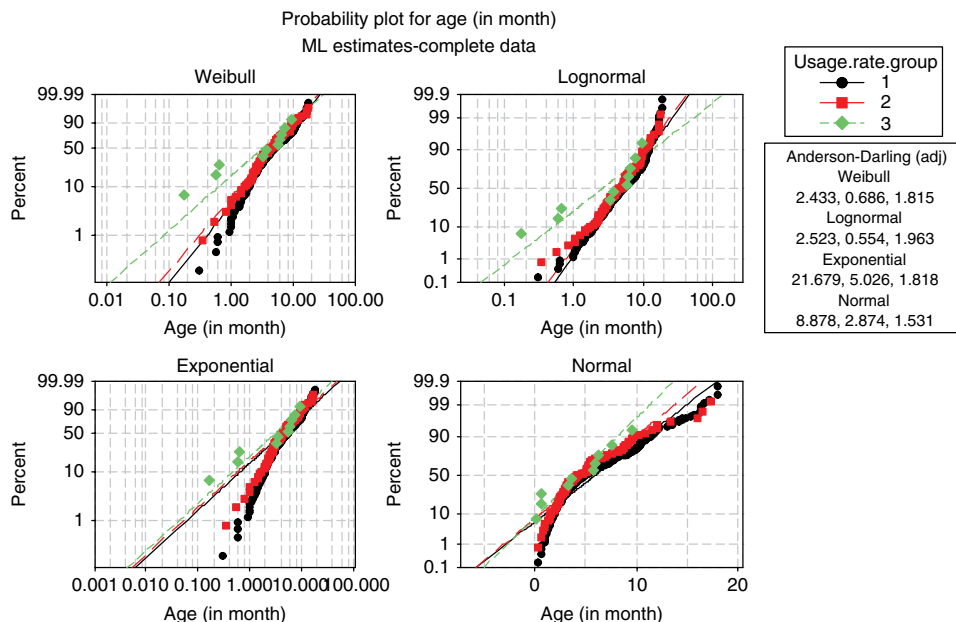 Probability plot for age (in month)
ML estimates-complete data
Weibull
99.99
90
50
10
1
Percent
0.01 0.10 1.00 10.00 100.00
Age (in month)
Lognormal
99.9
99
90
50
10
1
0.1
Percent
0.1 1.0 10.0 100.0
Age (in month)
Usage.rate.group
1
2
3
Anderson-Darling (adj)
Weibull
2.433, 0.686, 1.815
Lognormal
2.523, 0.554, 1.963
Exponential
21.679, 5.026, 1.818
Normal
8.878, 2.874, 1.531
Exponential
99.99
90
50
10
1
Percent
0.001 0.010 0.100 1.000 10.000 100.000
Age (in month)
Normal
99.9
99
90
50
10
1
0.1
Percent
0 10 20
Age (in month)